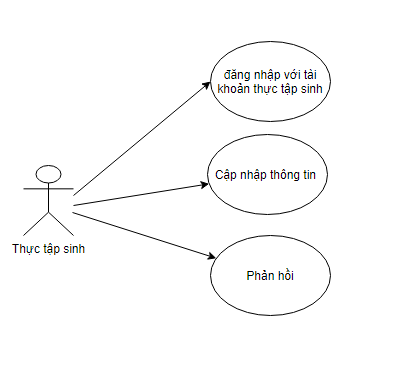 đăng nhập với tài
khoản thực tập sinh
Cập nhập thông tin
Thực tập sinh
Phản hồi